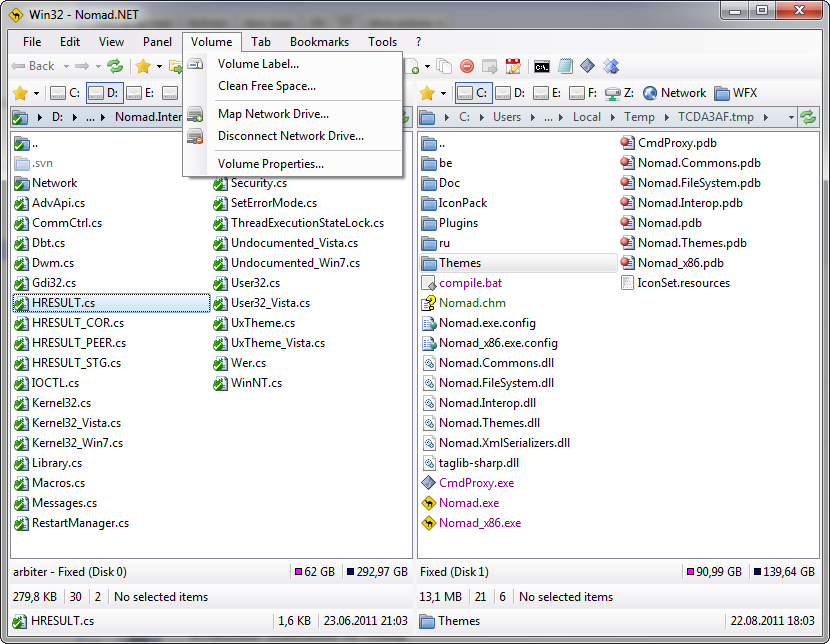 Win32 - Nomad.NET
File Edit View Panel Volume Tab Bookmarks Tools ?
Back
Volume Label...
Clean Free Space...
Map Network Drive...
Disconnect Network Drive...
Volume Properties...
C: D: E:
C: D: E: F: Z: Network WFX
D: ... Nomad.Inter
C: Users ... Local Temp TCDA3AF.tmp
..
.svn
Network
AdvApi.cs
CommCtrl.cs
Dbt.cs
Dwm.cs
Gdi32.cs
HRESULT.cs
HRESULT_COR.cs
HRESULT_PEER.cs
HRESULT_STG.cs
IOCTL.cs
Kernel32.cs
Kernel32_Vista.cs
Kernel32_Win7.cs
Library.cs
Macros.cs
Messages.cs
RestartManager.cs
Security.cs
SetErrorMode.cs
ThreadExecutionStateLock.cs
Undocumented_Vista.cs
Undocumented_Win7.cs
User32.cs
User32_Vista.cs
UxTheme.cs
UxTheme_Vista.cs
Wer.cs
WinNT.cs
..
be
Doc
IconPack
Plugins
ru
Themes
compile.bat
Nomad.chm
Nomad.exe.config
Nomad_x86.exe.config
Nomad.Commons.dll
Nomad.FileSystem.dll
Nomad.Interop.dll
Nomad.Themes.dll
Nomad.XmlSerializers.dll
taglib-sharp.dll
CmdProxy.exe
Nomad.exe
Nomad_x86.exe
CmdProxy.pdb
Nomad.Commons.pdb
Nomad.FileSystem.pdb
Nomad.Interop.pdb
Nomad.pdb
Nomad.Themes.pdb
Nomad_x86.pdb
IconSet.resources
arbiter - Fixed (Disk 0) 62 GB 292,97 GB
279,8 KB 30 2 No selected items
HRESULT.cs 1,6 KB 23.06.2011 21:03
Fixed (Disk 1) 90,99 GB 139,64 GB
13,1 MB 21 6 No selected items
Themes 22.08.2011 18:03